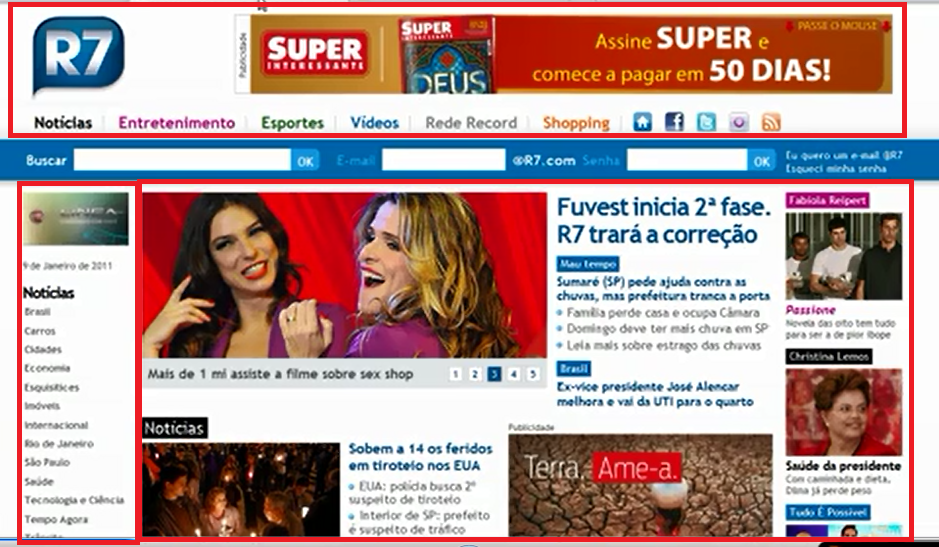 R7
Publicidade
SUPER
INTERESSANTE
SUPER
INTERESSANTE
DEUS
PASSE O MOUSE
Assine SUPER e
comece a pagar em 50 DIAS!
Notícias
Entretenimento
Esportes
Vídeos
Rede Record
Shopping
Buscar
OK
E-mail
@R7.com
Senha
OK
Eu quero um e-mail @R7
Esqueci minha senha
9 de Janeiro de 2011
Notícias
Brasil
Carros
Cidades
Economia
Esquisitices
Imóveis
Internacional
Rio de Janeiro
São Paulo
Saúde
Tecnologia e Ciência
Tempo Agora
Trânsito
Mais de 1 mi assiste a filme sobre sex shop
1 2 3 4 5
Notícias
Sobem a 14 os feridos
em tiroteio nos EUA
EUA: polícia busca 2º
suspeito de tiroteio
Interior de SP: prefeito
é suspeito de tráfico
Fuvest inicia 2ª fase.
R7 trará a correção
Mau tempo
Sumaré (SP) pede ajuda contra as
chuvas, mas prefeitura tranca a porta
Família perde casa e ocupa Câmara
Domingo deve ter mais chuva em SP
Leia mais sobre estrago das chuvas
Brasil
Ex-vice presidente José Alencar
melhora e vai da UTI para o quarto
Publicidade
Terra. Ame-a.
Fabíola Reipert
Passione
Novela das oito tem tudo
para ser a de pior ibope
Christina Lemos
Saúde da presidente
Com caminhada e dieta,
Dilma já perde peso
Tudo É Possível